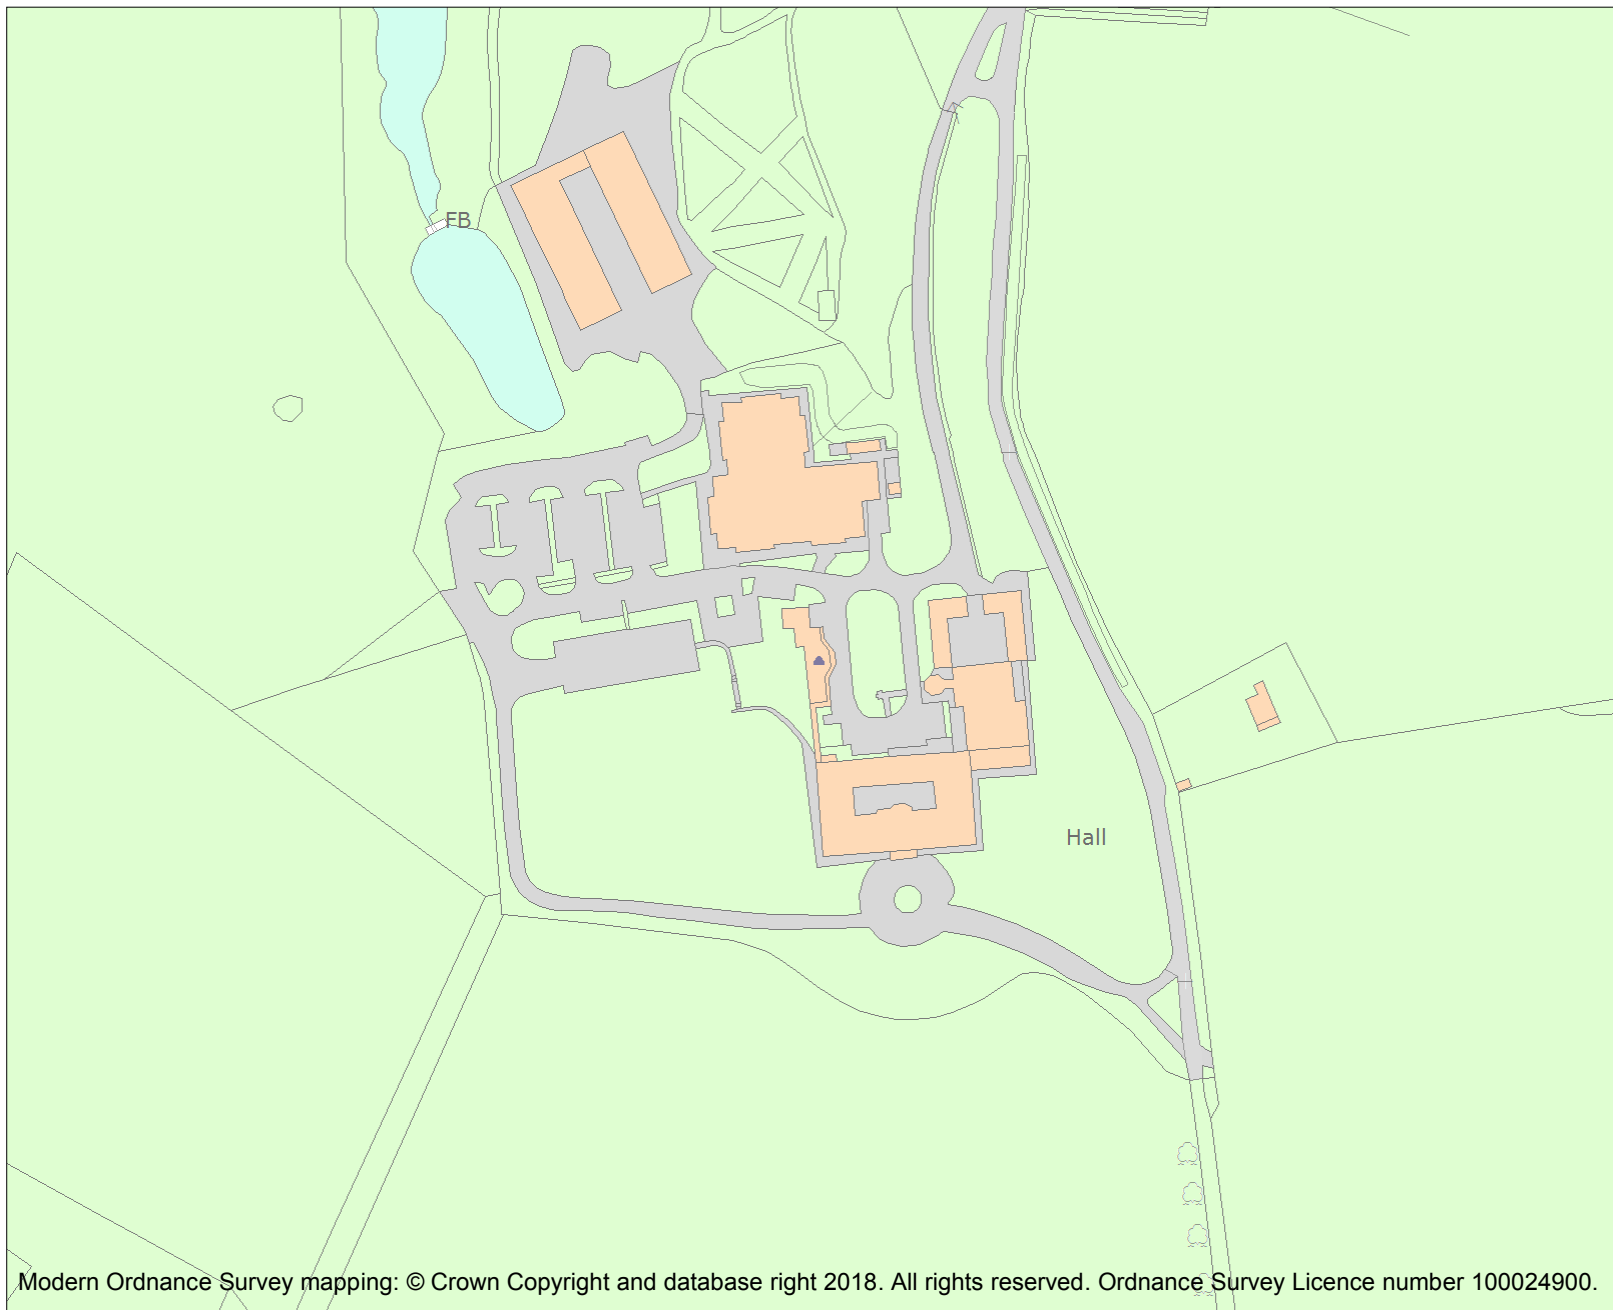 FB
Hall
Modern Ordnance Survey mapping: © Crown Copyright and database right 2018. All rights reserved. Ordnance Survey Licence number 100024900.